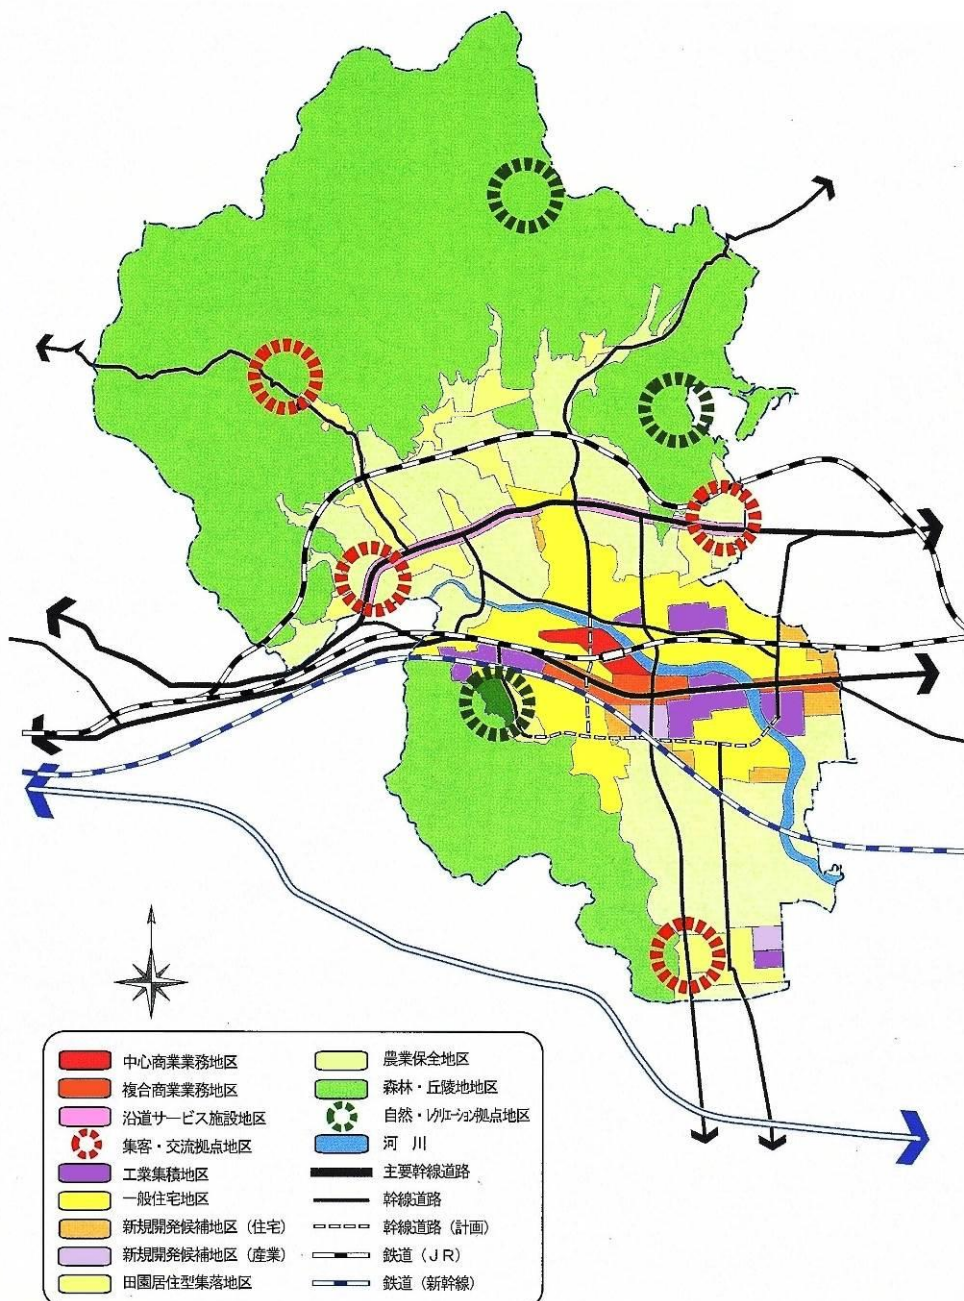 中心商業業務地区
複合商業業務地区
沿道サービス施設地区
集客・交流拠点地区
工業集積地区
一般住宅地区
新規開発候補地区（住宅）
新規開発候補地区（産業）
田園居住型集落地区
農業保全地区
森林・丘陵地地区
自然・レクリエーション拠点地区
河　川
主要幹線道路
幹線道路
幹線道路（計画）
鉄道（ＪＲ）
鉄道（新幹線）